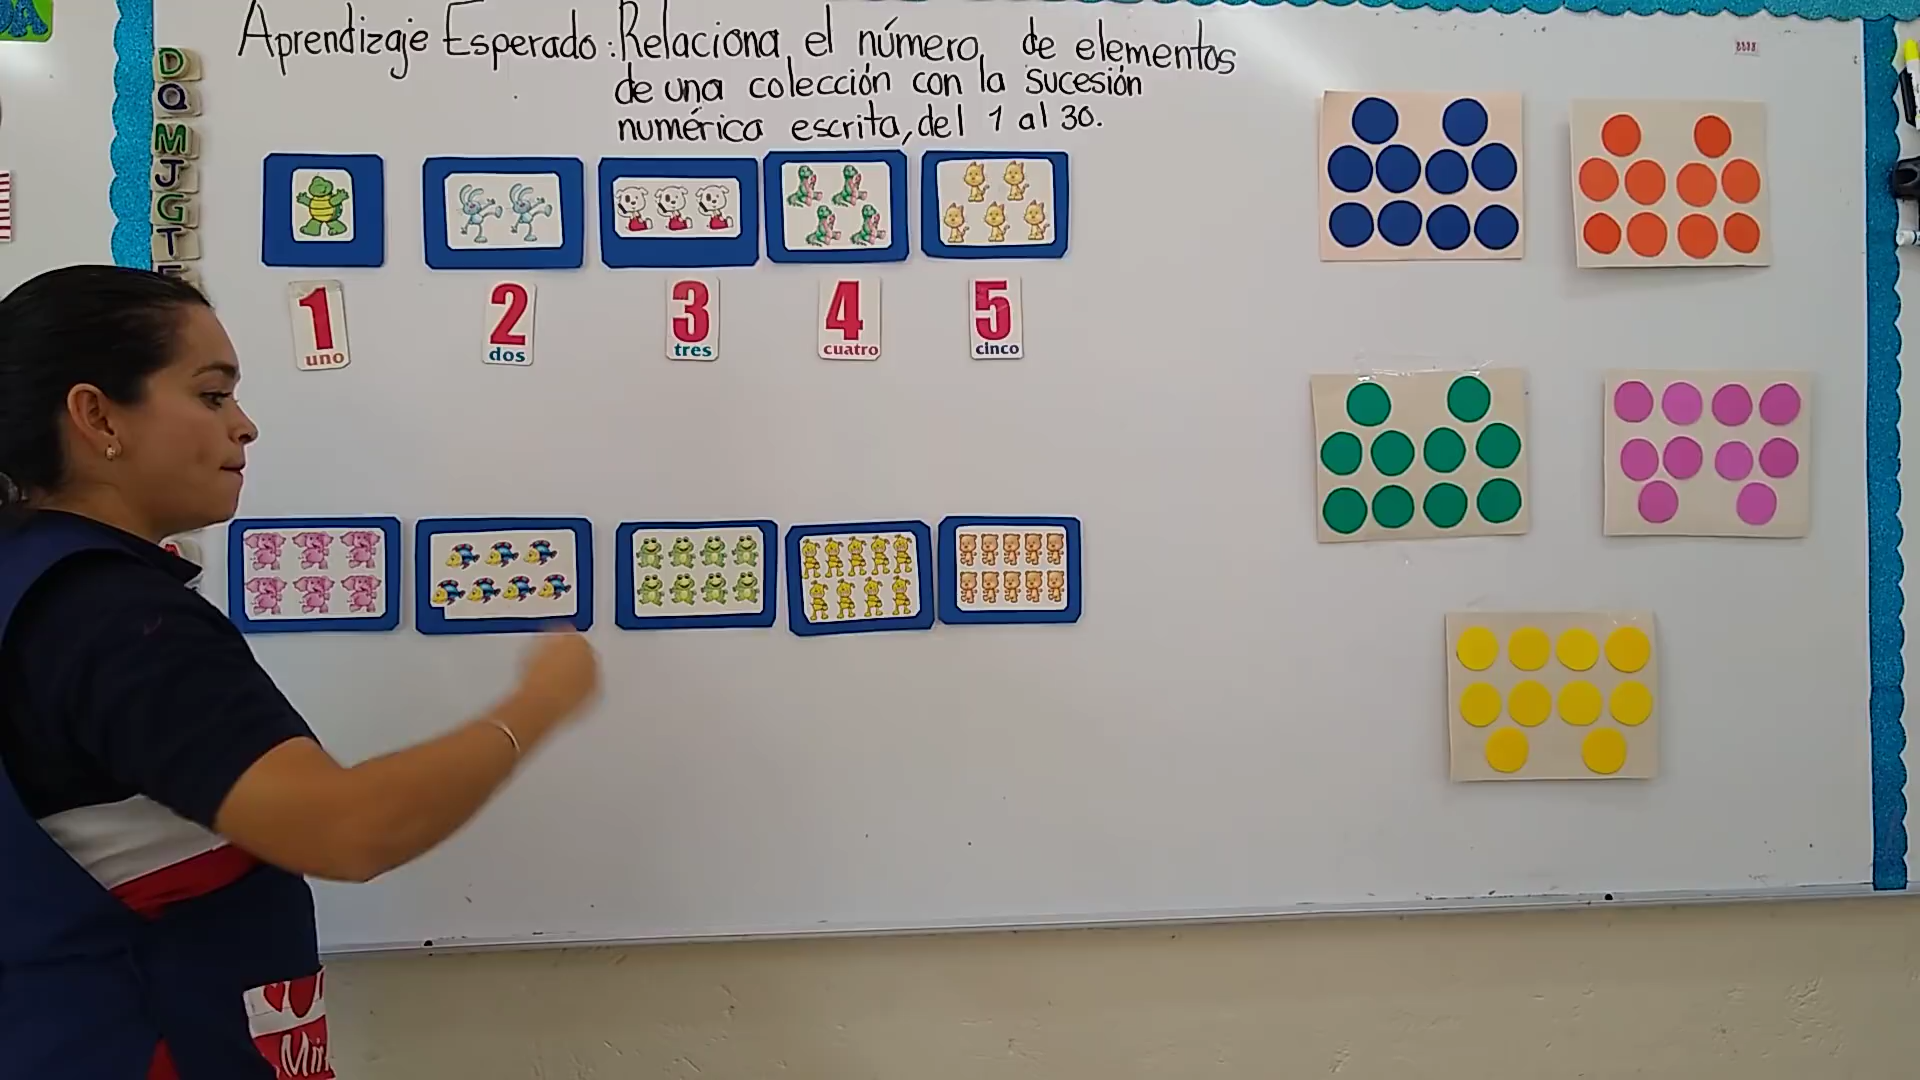 Aprendizaje Esperado: Relaciona el número de elementos
de una colección con la sucesión
numérica escrita, del 1 al 30.
D
Q
M
J
G
T
1 2 3 4 5
uno dos tres cuatro cinco